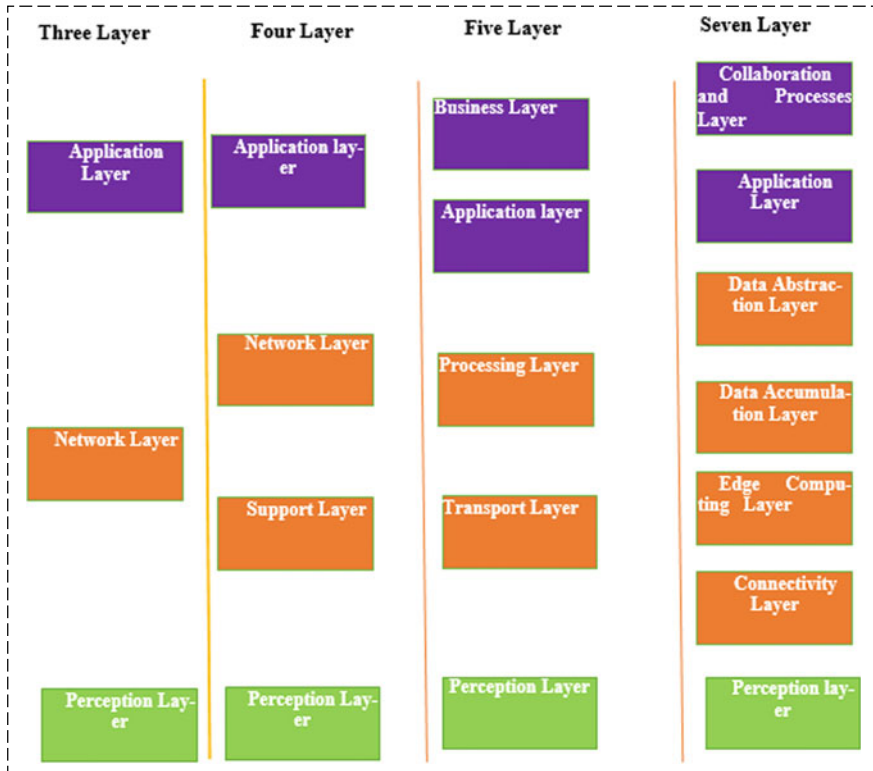 Three Layer
Four Layer
Five Layer
Seven Layer
Application
Layer
Network Layer
Perception Lay-
er
Application lay-
er
Network Layer
Support Layer
Perception Lay-
er
Business Layer
Application layer
Processing Layer
Transport Layer
Perception Layer
Collaboration
and Processes
Layer
Application
Layer
Data Abstrac-
tion Layer
Data Accumula-
tion Layer
Edge Compu-
ting Layer
Connectivity
Layer
Perception lay-
er